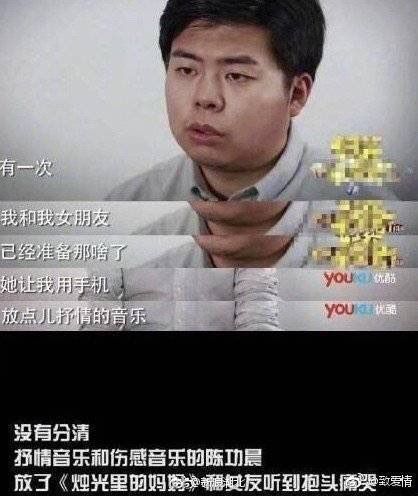 有一次
我和我女朋友
已经准备那啥了
她让我用手机
YOUKU 优酷
放点儿抒情的音乐
YOUKU 优酷
没有分清
抒情音乐和伤感音乐的陈功晨
放了《烛光里的妈妈》
友听到抱头痛哭
@致爱情